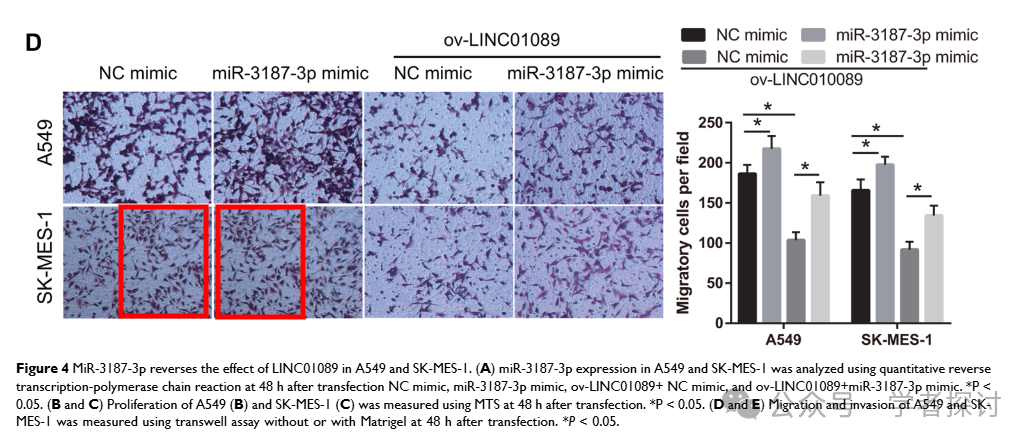 D
ov-LINC01089
NC mimic miR-3187-3p mimic NC mimic miR-3187-3p mimic
A549
SK-MES-1
NC mimic miR-3187-3p mimic
NC mimic miR-3187-3p mimic
ov-LINC010089
Migratory cells per field
250
200
150
100
50
0
* * * * * *
A549 SK-MES-1
Figure 4 MiR-3187-3p reverses the effect of LINC01089 in A549 and SK-MES-1. (A) miR-3187-3p expression in A549 and SK-MES-1 was analyzed using quantitative reverse
transcription-polymerase chain reaction at 48 h after transfection NC mimic, miR-3187-3p mimic, ov-LINC01089+ NC mimic, and ov-LINC01089+miR-3187-3p mimic. *P <
0.05. (B and C) Proliferation of A549 (B) and SK-MES-1 (C) was measured using MTS at 48 h after transfection. *P < 0.05. (D and E) Migration and invasion of A549 and SK-
MES-1 was measured using transwell assay without or with Matrigel at 48 h after transfection. *P < 0.05.
公众号 学者探讨